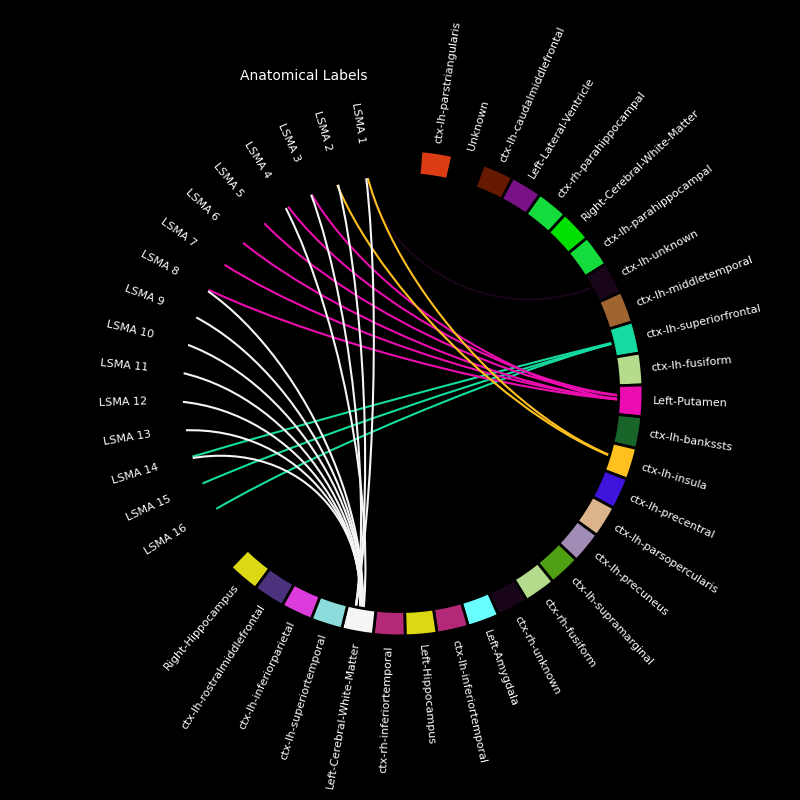 Anatomical Labels
LSMA 1
LSMA 2
LSMA 3
LSMA 4
LSMA 5
LSMA 6
LSMA 7
LSMA 8
LSMA 9
LSMA 10
LSMA 11
LSMA 12
LSMA 13
LSMA 14
LSMA 15
LSMA 16
Right-Hippocampus
ctx-lh-rostralmiddlefrontal
ctx-lh-inferiorparietal
ctx-lh-superiortemporal
Left-Cerebral-White-Matter
ctx-rh-inferiortemporal
Left-Hippocampus
ctx-lh-inferiortemporal
Left-Amygdala
ctx-rh-unknown
ctx-rh-fusiform
ctx-lh-supramarginal
ctx-lh-precuneus
ctx-lh-parsopercularis
ctx-lh-precentral
ctx-lh-insula
ctx-lh-bankssts
Left-Putamen
ctx-lh-fusiform
ctx-lh-superiorfrontal
ctx-lh-middletemporal
ctx-lh-unknown
ctx-lh-parahippocampal
Right-Cerebral-White-Matter
ctx-rh-parahippocampal
Left-Lateral-Ventricle
ctx-lh-caudalmiddlefrontal
Unknown
ctx-lh-parstriangularis